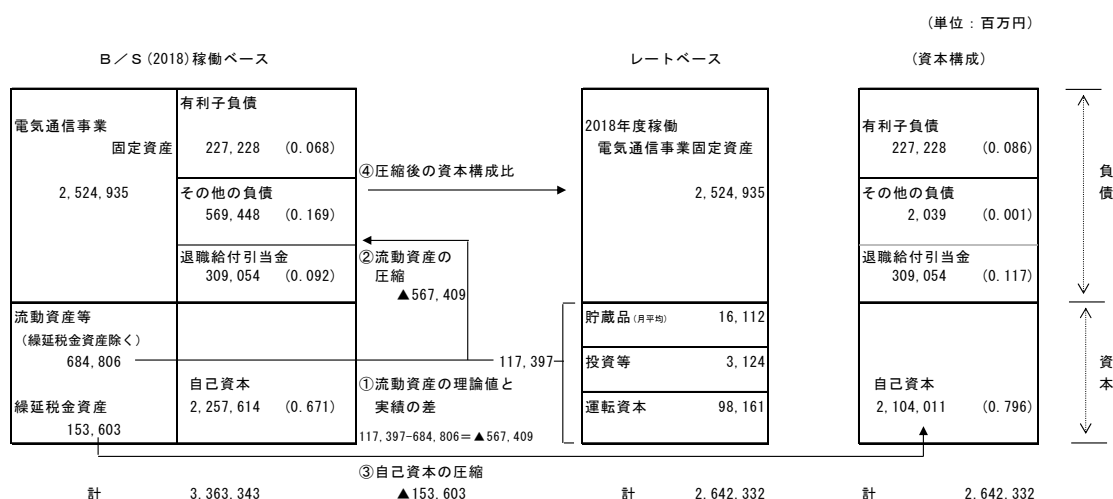 (単位：百万円)
Ｂ／Ｓ(2018)稼働ベース
レートベース
(資本構成)
電気通信事業
固定資産
2,524,935
有利子負債
227,228 (0.068)
その他の負債
569,448 (0.169)
退職給付引当金
309,054 (0.092)
流動資産等
(繰延税金資産除く)
684,806
繰延税金資産
153,603
自己資本
2,257,614 (0.671)
計 3,363,343
④圧縮後の資本構成比
②流動資産の
圧縮
▲567,409
117,397
①流動資産の理論値と
実績の差
117,397-684,806=▲567,409
③自己資本の圧縮
▲153,603
2018年度稼働
電気通信事業固定資産
2,524,935
貯蔵品(月平均) 16,112
投資等 3,124
運転資本 98,161
計 2,642,332
有利子負債
227,228 (0.086)
その他の負債
2,039 (0.001)
退職給付引当金
309,054 (0.117)
自己資本
2,104,011 (0.796)
計 2,642,332
負債
資本